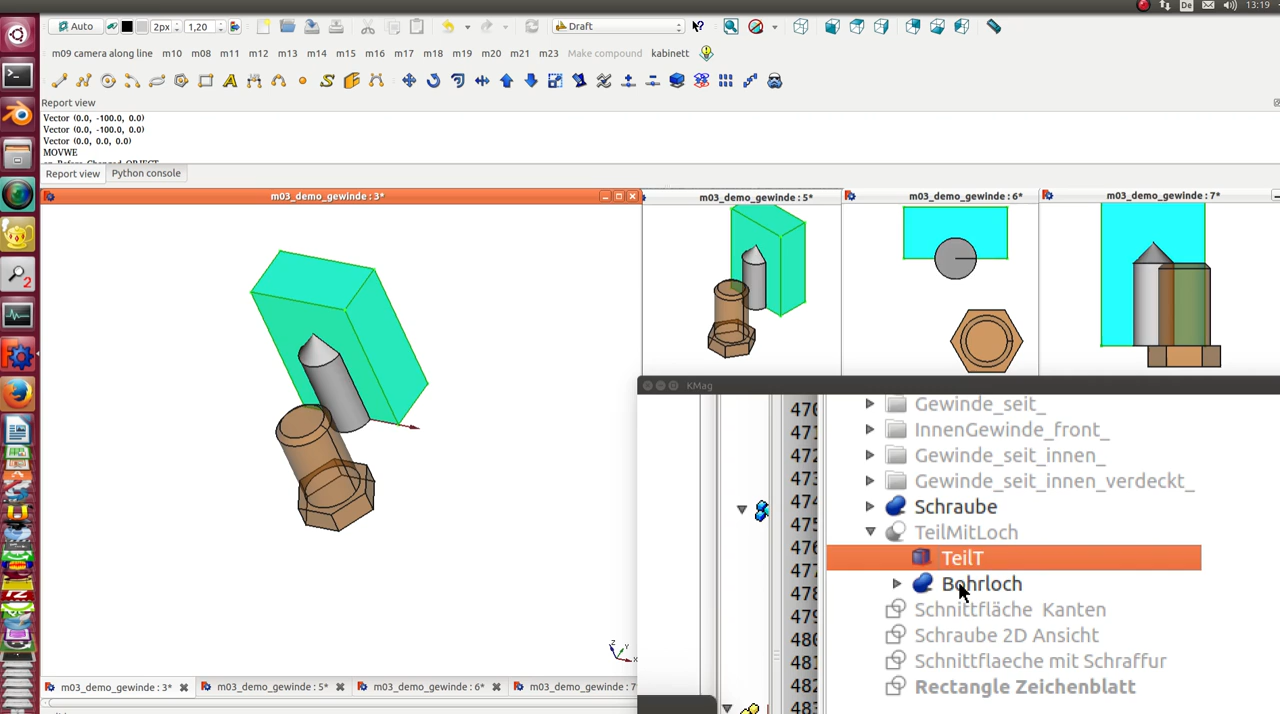 De 13:19
Auto 2px 1,20 Draft
m09 camera along line m10 m08 m11 m12 m13 m14 m15 m16 m17 m18 m19 m20 m21 m23 Make compound kabinett
Report view
Vector (0.0, -100.0, 0.0)
Vector (0.0, -100.0, 0.0)
Vector (0.0, 0.0, 0.0)
MOVWE
Report view Python console
m03_demo_gewinde : 3*
m03_demo_gewinde : 5*
m03_demo_gewinde : 6*
m03_demo_gewinde : 7*
KMag
470
471
472
473
474
475
476
477
478
479
480
481
482
483
Gewinde_seit_
InnenGewinde_front_
Gewinde_seit_innen_
Gewinde_seit_innen_verdeckt_
Schraube
TeilMitLoch
TeilT
Bohrloch
Schnittfläche Kanten
Schraube 2D Ansicht
Schnittflaeche mit Schraffur
Rectangle Zeichenblatt
Z Y X
m03_demo_gewinde : 3* m03_demo_gewinde : 5* m03_demo_gewinde : 6* m03_demo_gewinde : 7*